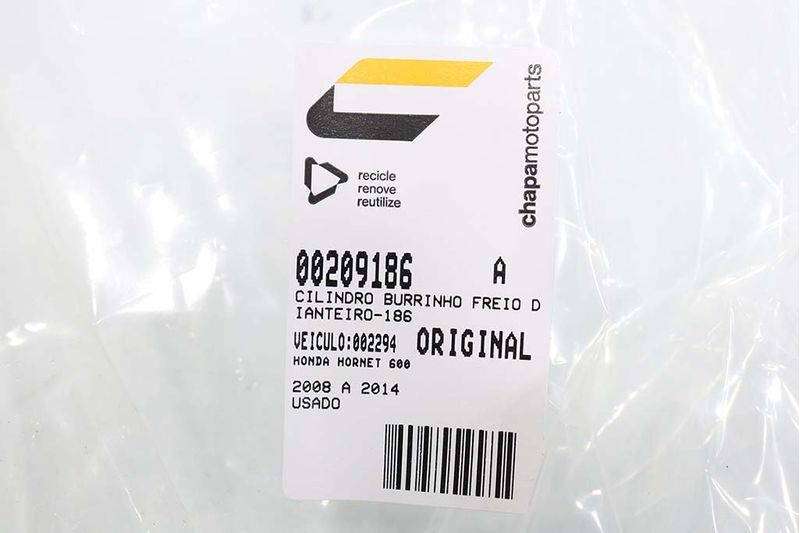 chapamotoparts
recicle
renove
reutilize
00209186 A
CILINDRO BURRINHO FREIO D
IANTEIRO-186
VEICULO:002294 ORIGINAL
HONDA HORNET 600
2008 A 2014
USADO